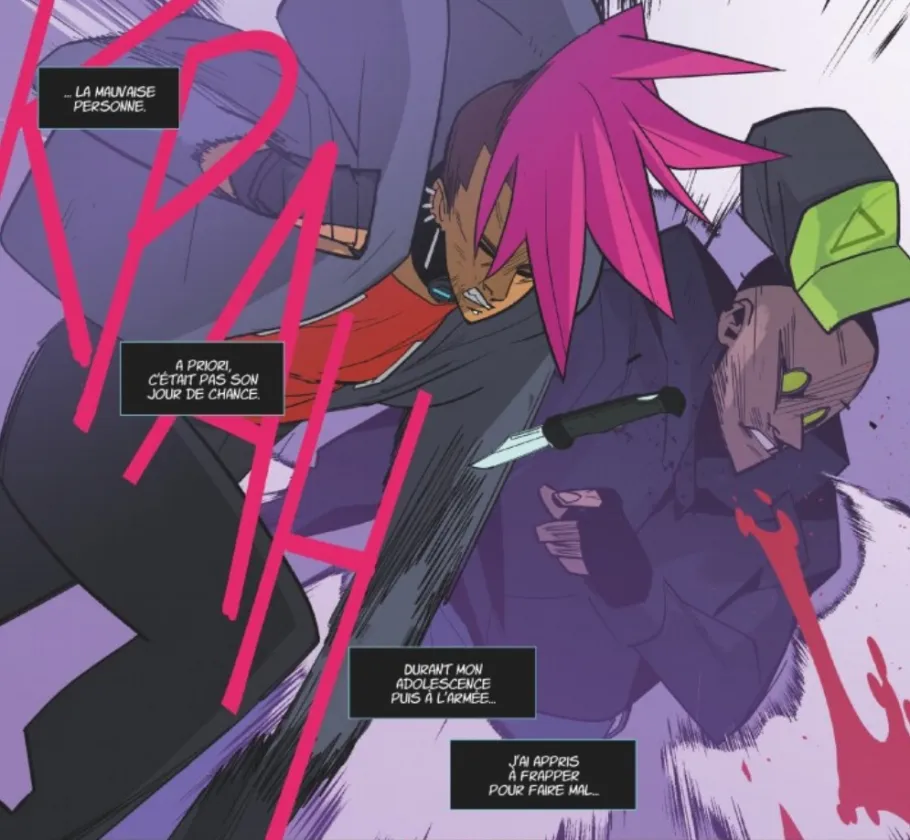 ... LA MAUVAISE
PERSONNE.
KPAH
A PRIORI,
C'ÉTAIT PAS SON
JOUR DE CHANCE.
DURANT MON
ADOLESCENCE
PUIS À L'ARMÉE...
J'AI APPRIS
À FRAPPER
POUR FAIRE MAL...